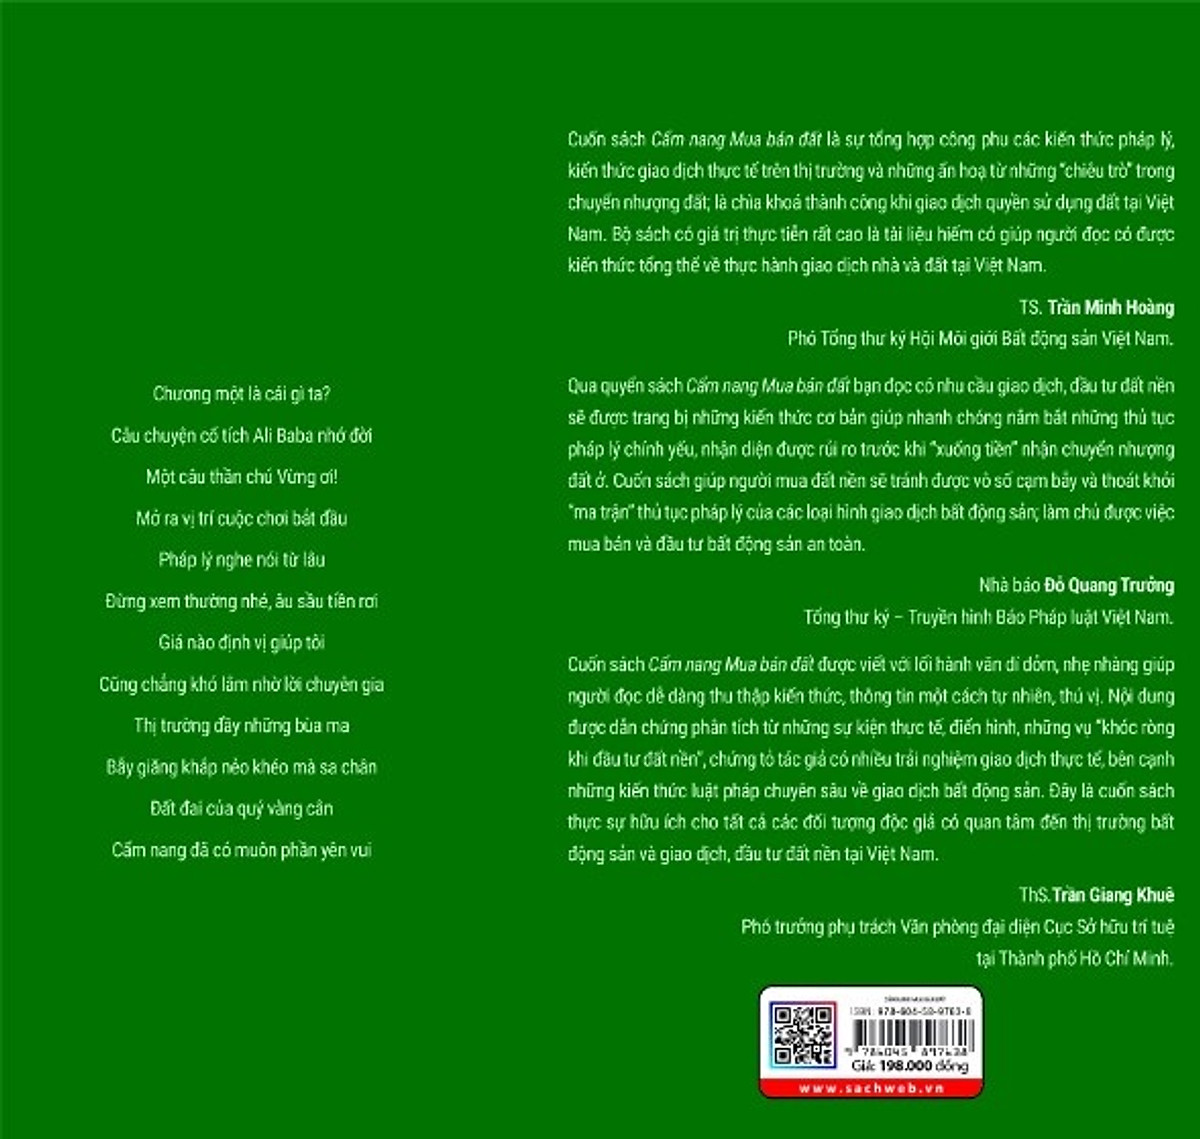 Chương một là cái gì ta?
Câu chuyện cổ tích Ali Baba nhớ đời
Một câu thần chú Vừng ơi!
Mở ra vị trí cuộc chơi bắt đầu
Pháp lý nghe nói từ lâu
Đừng xem thường nhé, âu sầu tiền rơi
Giá nào định vị giúp tôi
Cũng chẳng khó lắm nhờ lời chuyên gia
Thị trường đầy những bùa ma
Bẫy giăng khắp nẻo khéo mà sa chân
Đất đai của quý vàng cân
Cẩm nang đã có muôn phần yên vui
Cuốn sách Cẩm nang Mua bán đất là sự tổng hợp công phu các kiến thức pháp lý,
kiến thức giao dịch thực tế trên thị trường và những ẩn hoạ từ những “chiêu trò” trong
chuyển nhượng đất; là chìa khoá thành công khi giao dịch quyền sử dụng đất tại Việt
Nam. Bộ sách có giá trị thực tiễn rất cao là tài liệu hiếm có giúp người đọc có được
kiến thức tổng thể về thực hành giao dịch nhà và đất tại Việt Nam.
TS. Trần Minh Hoàng
Phó Tổng thư ký Hội Môi giới Bất động sản Việt Nam.
Qua quyển sách Cẩm nang Mua bán đất bạn đọc có nhu cầu giao dịch, đầu tư đất nền
sẽ được trang bị những kiến thức cơ bản giúp nhanh chóng nắm bắt những thủ tục
pháp lý chính yếu, nhận diện được rủi ro trước khi “xuống tiền” nhận chuyển nhượng
đất ở. Cuốn sách giúp người mua đất nền sẽ tránh được vô số cạm bẫy và thoát khỏi
“ma trận” thủ tục pháp lý của các loại hình giao dịch bất động sản; làm chủ được việc
mua bán và đầu tư bất động sản an toàn.
Nhà báo Đỗ Quang Trưởng
Tổng thư ký – Truyền hình Báo Pháp luật Việt Nam.
Cuốn sách Cẩm nang Mua bán đất được viết với lối hành văn dí dỏm, nhẹ nhàng giúp
người đọc dễ dàng thu thập kiến thức, thông tin một cách tự nhiên, thú vị. Nội dung
được dẫn chứng phân tích từ những sự kiện thực tế, điển hình, những vụ “khóc ròng
khi đầu tư đất nền”, chứng tỏ tác giả có nhiều trải nghiệm giao dịch thực tế, bên cạnh
những kiến thức luật pháp chuyên sâu về giao dịch bất động sản. Đây là cuốn sách
thực sự hữu ích cho tất cả các đối tượng độc giả có quan tâm đến thị trường bất
động sản và giao dịch, đầu tư đất nền tại Việt Nam.
ThS.Trần Giang Khuê
Phó trưởng phụ trách Văn phòng đại diện Cục Sở hữu trí tuệ
tại Thành phố Hồ Chí Minh.
ISBN: 978-604-58-9763-8
9 786045 897638
Giá: 198.000 đồng
www.sachweb.vn